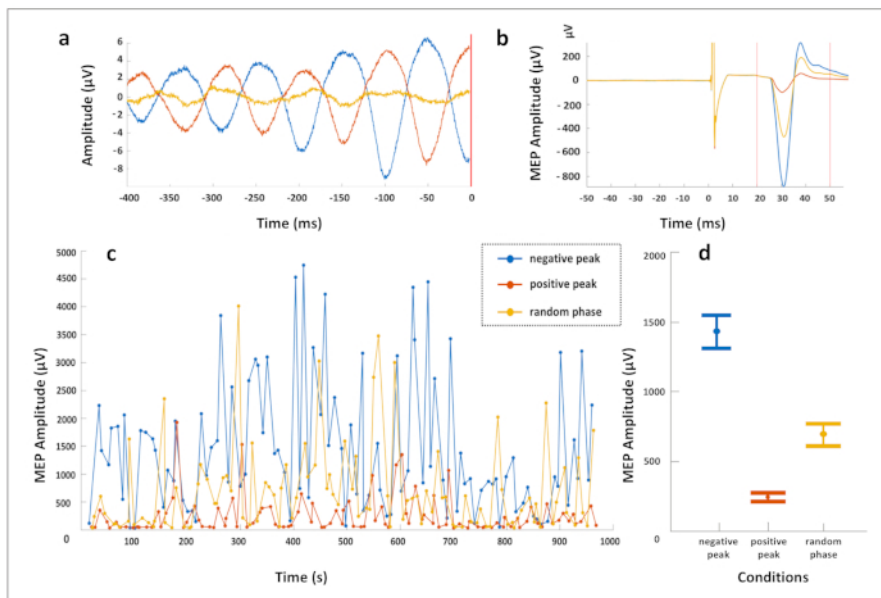 a
Amplitude (µV)
6
4
2
0
-2
-4
-6
-8
-400
-350
-300
-250
-200
-150
-100
-50
0
Time (ms)
b
µV
MEP Amplitude (µV)
200
0
-200
-400
-600
- 800
-50
-40
-30
-20
-10
0
10
20
30
40
50
Time (ms)
c
MEP Amplitude (µV)
5000
4500
4000
3500
3000
2500
2000
1500
1000
500
0
100
200
300
400
500
600
700
800
900
1000
Time (s)
negative peak
positive peak
random phase
d
MEP Amplitude (µV)
2000
1500
1000
500
0
negative
peak
positive
peak
random
phase
Conditions